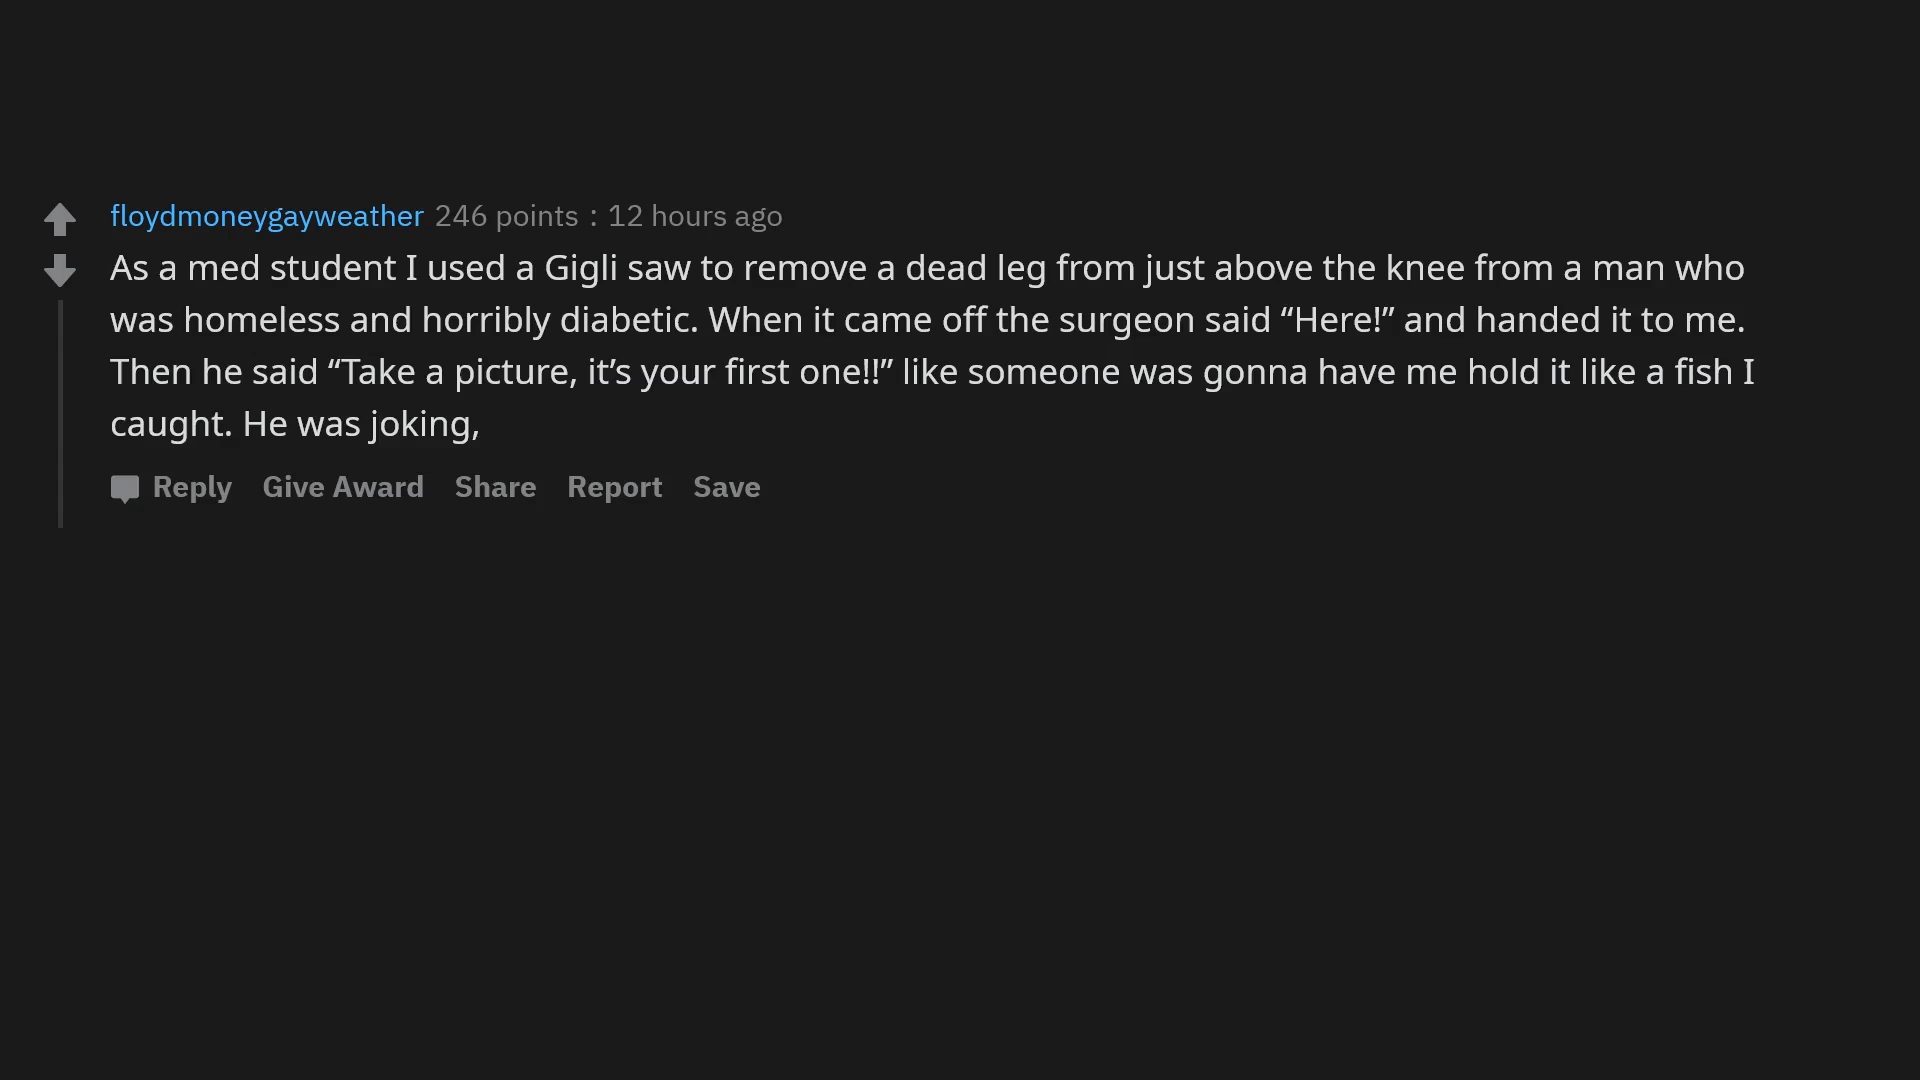 floydmoneygayweather 246 points : 12 hours ago
As a med student I used a Gigli saw to remove a dead leg from just above the knee from a man who
was homeless and horribly diabetic. When it came off the surgeon said “Here!” and handed it to me.
Then he said “Take a picture, it’s your first one!!” like someone was gonna have me hold it like a fish I
caught. He was joking,
Reply Give Award Share Report Save